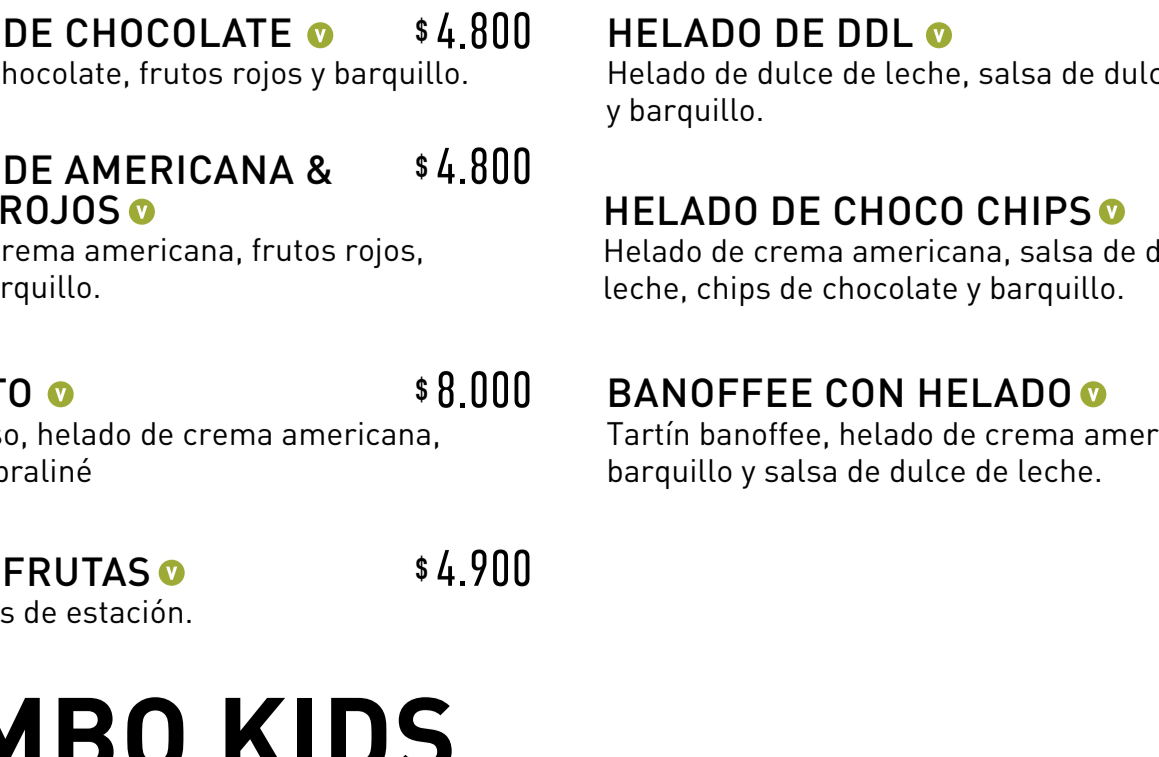 DE CHOCOLATE V $4.800
hocolate, frutos rojos y barquillo.
DE AMERICANA & $4.800
ROJOS V
rema americana, frutos rojos,
rquillo.
TO V $8.000
so, helado de crema americana,
praliné
FRUTAS V $4.900
s de estación.
MBO KIDS
HELADO DE DDL V
Helado de dulce de leche, salsa de dulc
y barquillo.
HELADO DE CHOCO CHIPS V
Helado de crema americana, salsa de d
leche, chips de chocolate y barquillo.
BANOFFEE CON HELADO V
Tartín banoffee, helado de crema amer
barquillo y salsa de dulce de leche.